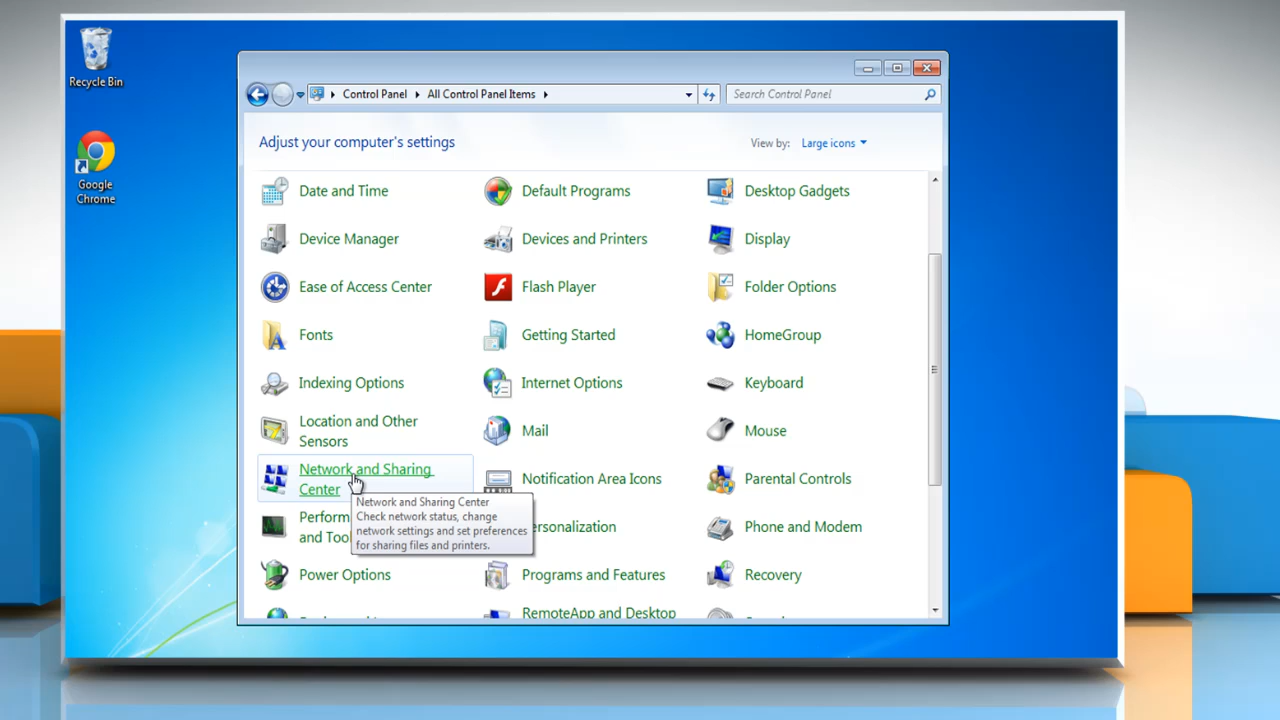 Recycle Bin
Google
Chrome
Control Panel
All Control Panel Items
Search Control Panel
Adjust your computer's settings
View by:
Large icons
Date and Time
Default Programs
Desktop Gadgets
Device Manager
Devices and Printers
Display
Ease of Access Center
Flash Player
Folder Options
Fonts
Getting Started
HomeGroup
Indexing Options
Internet Options
Keyboard
Location and Other
Sensors
Mail
Mouse
Network and Sharing
Center
Notification Area Icons
Parental Controls
Network and Sharing Center
Check network status, change
network settings and set preferences
for sharing files and printers.
Perform
and Too
ersonalization
Phone and Modem
Power Options
Programs and Features
Recovery
RemoteApp and Desktop